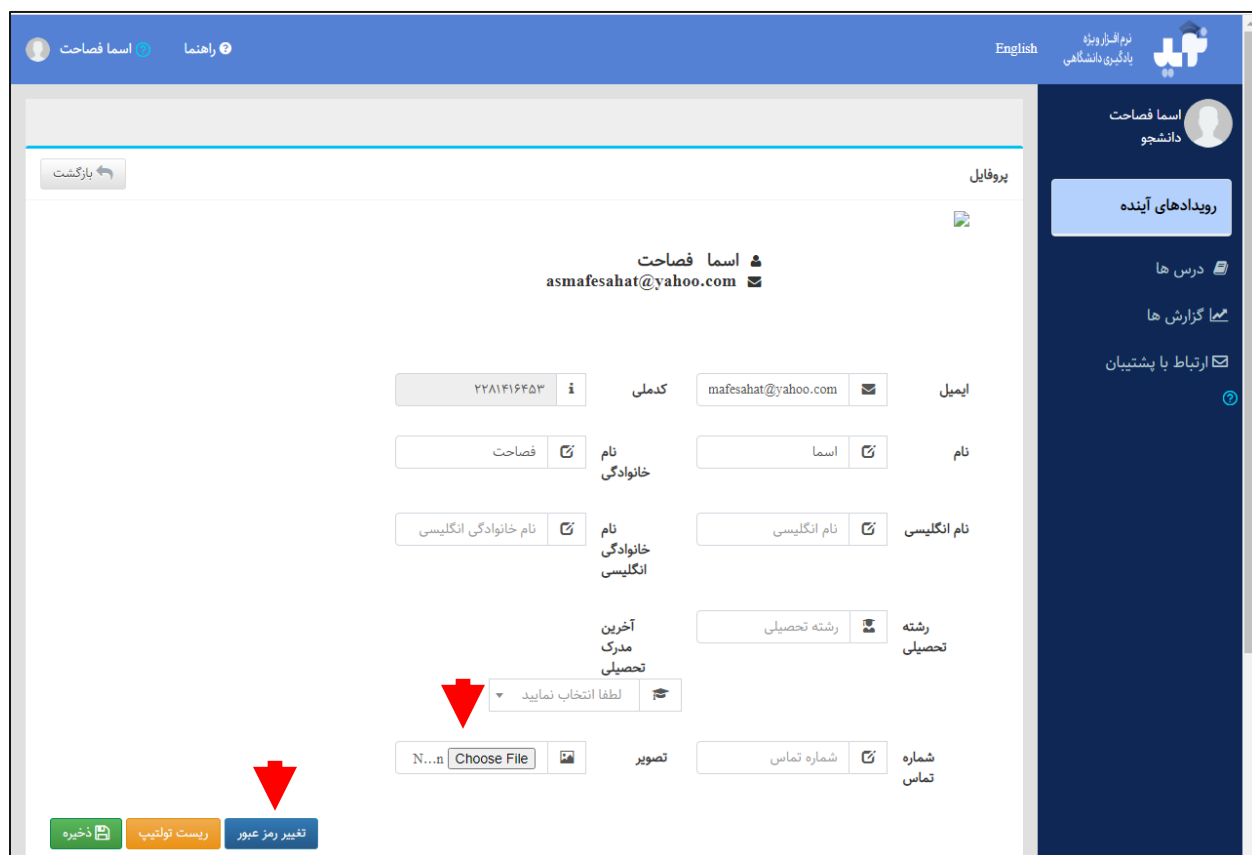 نرم افزار ویژه
یادگیری دانشگاهی
نوید
English
راهنما
اسما فصاحت
اسما فصاحت
دانشجو
رویدادهای آینده
درس ها
گزارش ها
ارتباط با پشتیبان
پروفایل
بازگشت
اسما فصاحت
asmafesahat@yahoo.com
ایمیل
mafesahat@yahoo.com
کدملی
۲۲۸۱۴۱۶۴۵۳
نام
اسما
نام
خانوادگی
فصاحت
نام انگلیسی
نام انگلیسی
نام
خانوادگی
انگلیسی
نام خانوادگی انگلیسی
رشته
تحصیلی
رشته تحصیلی
آخرین
مدرک
تحصیلی
لطفا انتخاب نمایید
شماره
تماس
شماره تماس
تصویر
Choose File N...n
تغییر رمز عبور
ریست تولتیپ
ذخیره